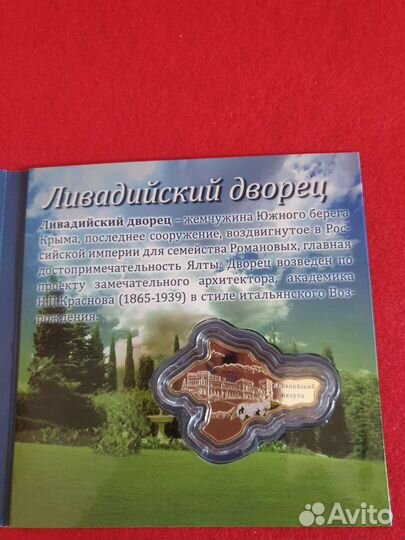 Ливадийский дворец
Ливадийский дворец – жемчужина Южного берега
Крыма, последнее сооружение, воздвигнутое в Рос-
сийской империи для семейства Романовых, главная
достопримечательность Ялты. Дворец возведен по
проекту замечательного архитектора, академика
Н.П.Краснова (1865-1939) в стиле итальянского Воз-
рождения.
Ливадийский
дворец
Avito